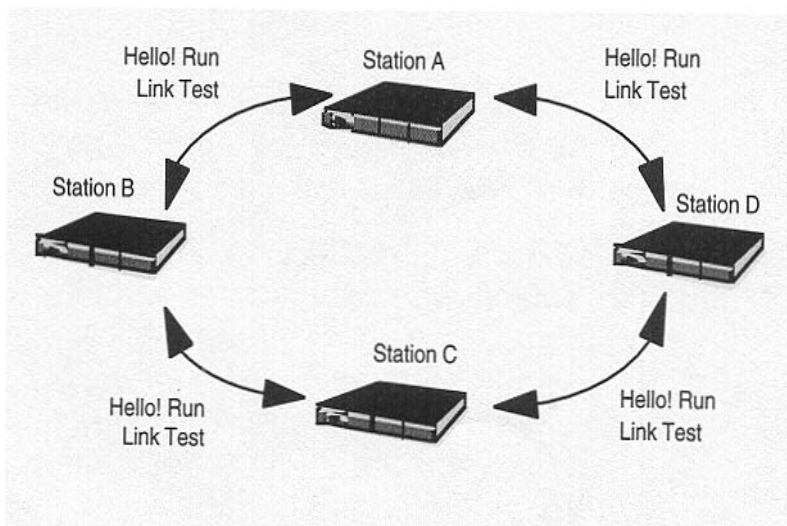 Hello! Run
Link Test
Station A
Hello! Run
Link Test
Station B
Station D
Station C
Hello! Run
Link Test
Hello! Run
Link Test